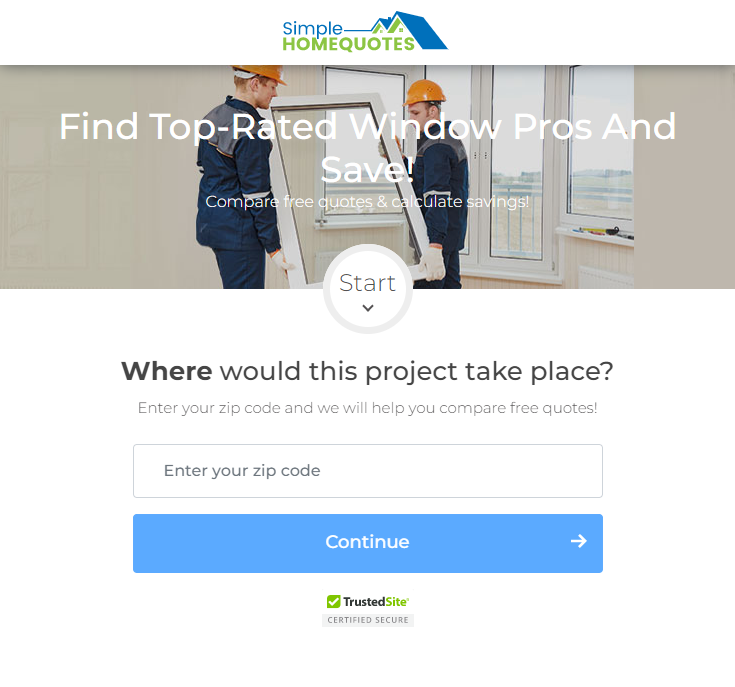 Simple
HOMEQUOTES
Find Top-Rated Window Pros And
Save!
Compare free quotes & calculate savings!
Start
Where would this project take place?
Enter your zip code and we will help you compare free quotes!
Enter your zip code
Continue
TrustedSite
CERTIFIED SECURE